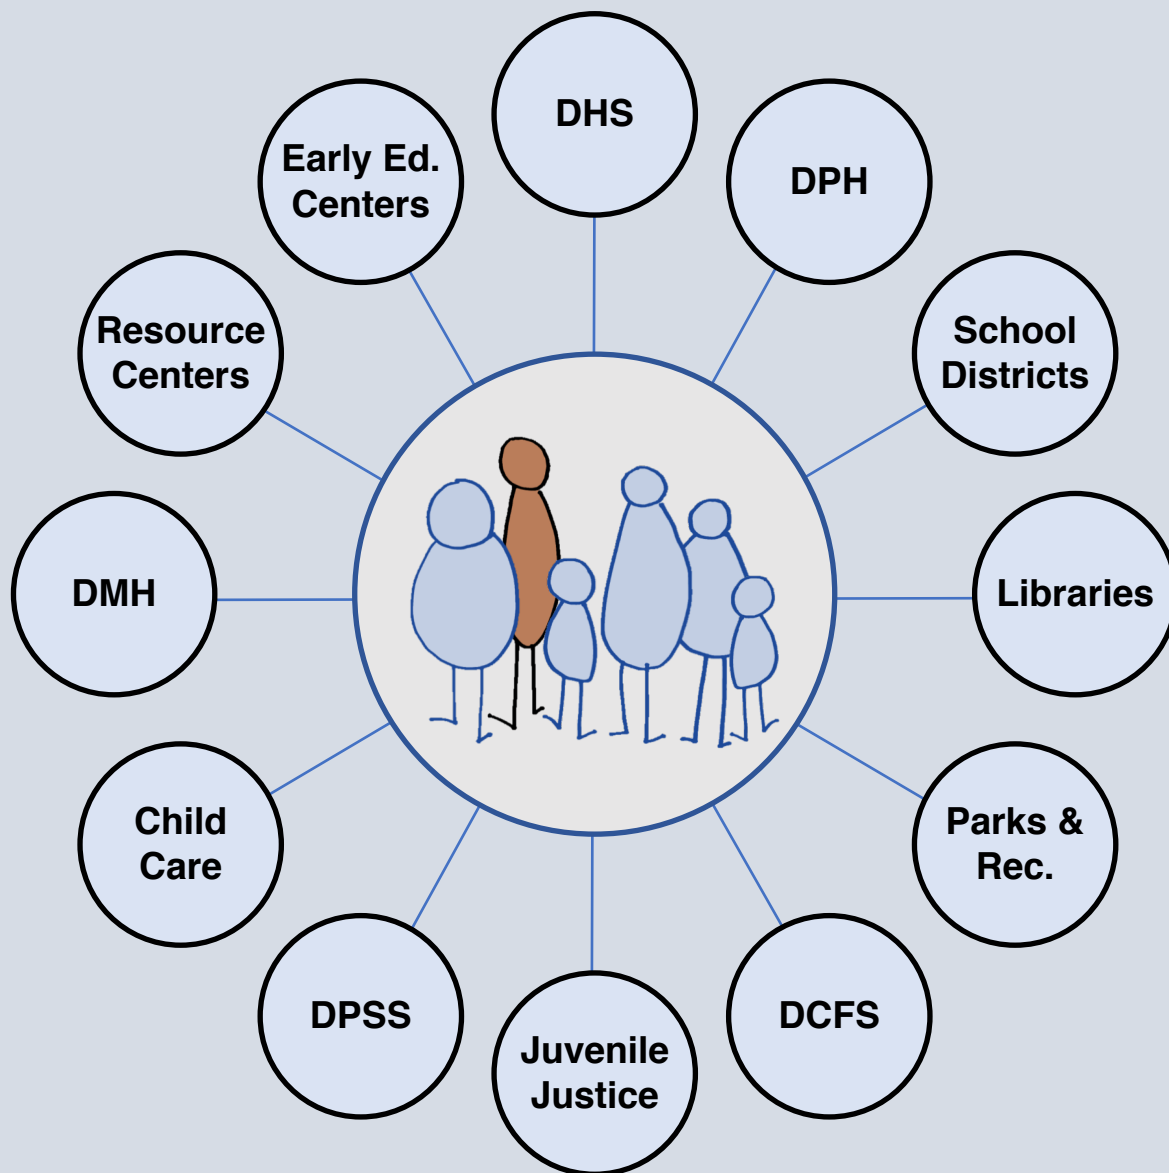 DHS
DPH
School
Districts
Libraries
Parks &
Rec.
DCFS
Juvenile
Justice
DPSS
Child
Care
DMH
Resource
Centers
Early Ed.
Centers